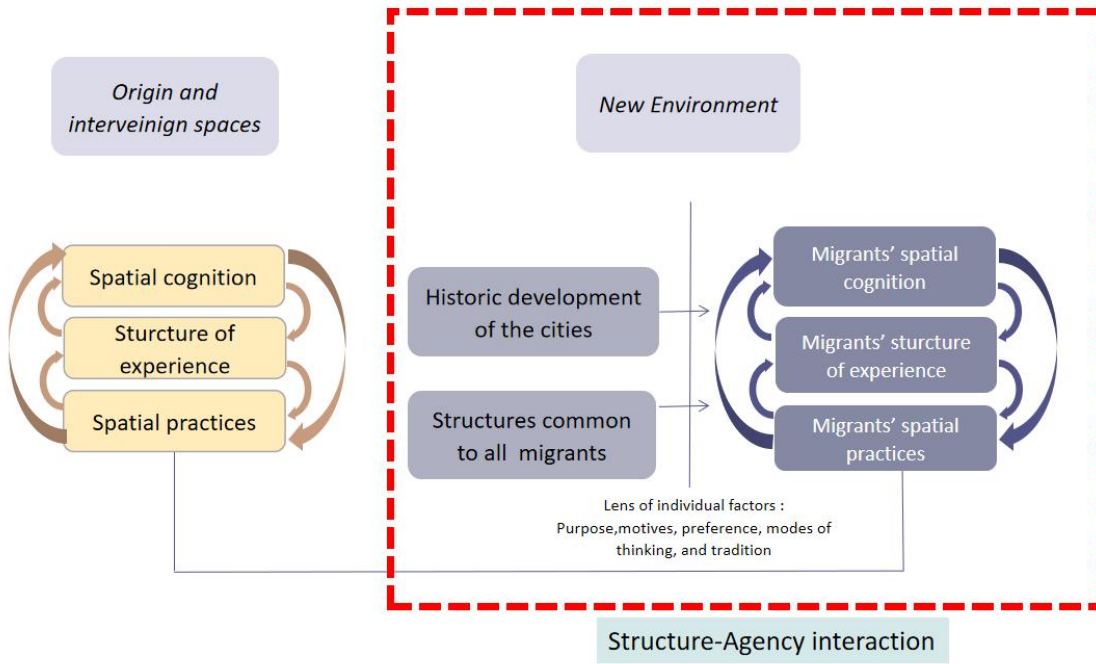 Origin and
interveinign spaces
New Environment
Spatial cognition
Sturcture of
experience
Spatial practices
Historic development
of the cities
Structures common
to all migrants
Migrants' spatial
cognition
Migrants' sturcture
of experience
Migrants' spatial
practices
Lens of individual factors :
Purpose,motives, preference, modes of
thinking, and tradition
Structure-Agency interaction